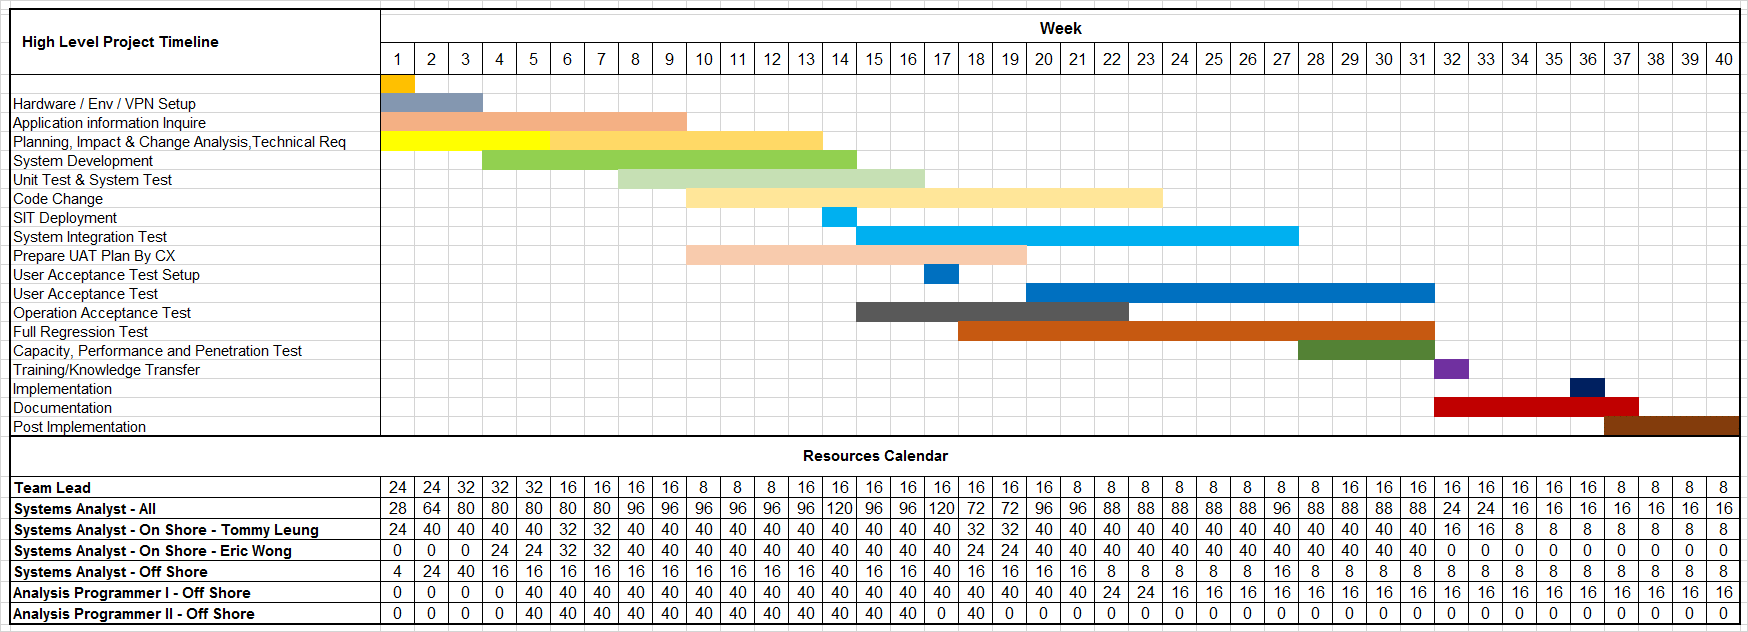 High Level Project Timeline
Week
1 2 3 4 5 6 7 8 9 10 11 12 13 14 15 16 17 18 19 20 21 22 23 24 25 26 27 28 29 30 31 32 33 34 35 36 37 38 39 40
Hardware / Env / VPN Setup
Application information Inquire
Planning, Impact & Change Analysis,Technical Req
System Development
Unit Test & System Test
Code Change
SIT Deployment
System Integration Test
Prepare UAT Plan By CX
User Acceptance Test Setup
User Acceptance Test
Operation Acceptance Test
Full Regression Test
Capacity, Performance and Penetration Test
Training/Knowledge Transfer
Implementation
Documentation
Post Implementation
Resources Calendar
Team Lead 24 24 32 32 32 16 16 16 16 8 8 8 16 16 16 16 16 16 16 16 8 8 8 8 8 8 8 8 16 16 16 16 16 16 16 16 8 8 8 8
Systems Analyst - All 28 64 80 80 80 80 80 96 96 96 96 96 96 120 96 96 120 72 72 96 96 88 88 88 88 88 96 88 88 88 88 24 24 16 16 16 16 16 16 16
Systems Analyst - On Shore - Tommy Leung 24 40 40 40 40 32 32 40 40 40 40 40 40 40 40 40 40 32 32 40 40 40 40 40 40 40 40 40 40 40 40 16 16 8 8 8 8 8 8 8
Systems Analyst - On Shore - Eric Wong 0 0 0 24 24 32 32 40 40 40 40 40 40 40 40 40 40 24 24 40 40 40 40 40 40 40 40 40 40 40 40 0 0 0 0 0 0 0 0 0
Systems Analyst - Off Shore 4 24 40 16 16 16 16 16 16 16 16 16 16 40 16 16 40 16 16 16 16 8 8 8 8 8 16 8 8 8 8 8 8 8 8 8 8 8 8 8
Analysis Programmer I - Off Shore 0 0 0 0 40 40 40 40 40 40 40 40 40 40 40 40 40 40 40 40 40 24 24 16 16 16 16 16 16 16 16 16 16 16 16 16 16 16 16 16
Analysis Programmer II - Off Shore 0 0 0 0 40 40 40 40 40 40 40 40 40 40 40 40 0 40 0 0 0 0 0 0 0 0 0 0 0 0 0 0 0 0 0 0 0 0 0 0